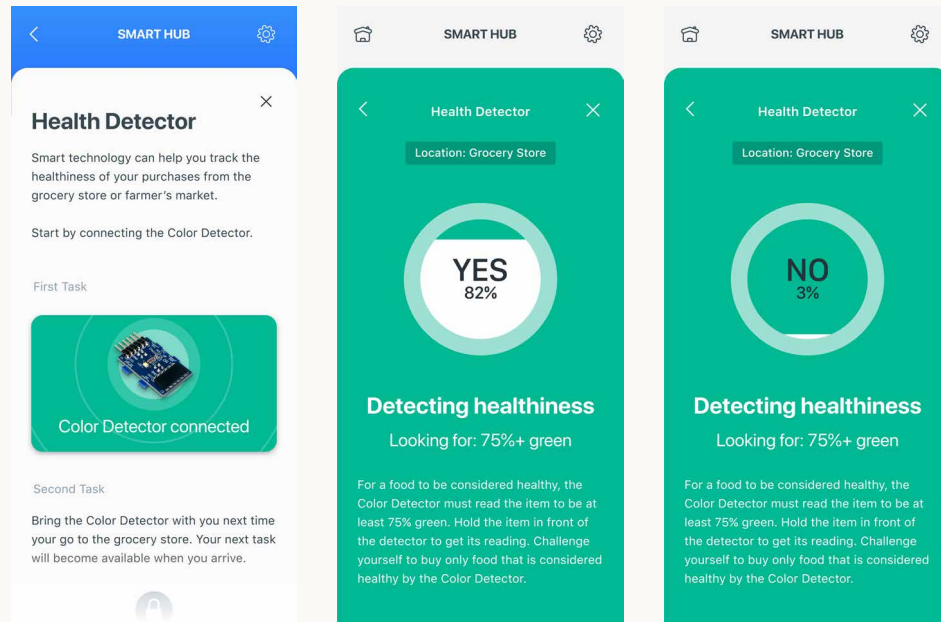 SMART HUB
Health Detector
Smart technology can help you track the
healthiness of your purchases from the
grocery store or farmer's market.
Start by connecting the Color Detector.
First Task
Color Detector connected
Second Task
Bring the Color Detector with you next time
your go to the grocery store. Your next task
will become available when you arrive.
SMART HUB
Health Detector
Location: Grocery Store
YES
82%
Detecting healthiness
Looking for: 75%+ green
For a food to be considered healthy, the
Color Detector must read the item to be at
least 75% green. Hold the item in front of
the detector to get its reading. Challenge
yourself to buy only food that is considered
healthy by the Color Detector.
SMART HUB
Health Detector
Location: Grocery Store
NO
3%
Detecting healthiness
Looking for: 75%+ green
For a food to be considered healthy, the
Color Detector must read the item to be at
least 75% green. Hold the item in front of
the detector to get its reading. Challenge
yourself to buy only food that is considered
healthy by the Color Detector.